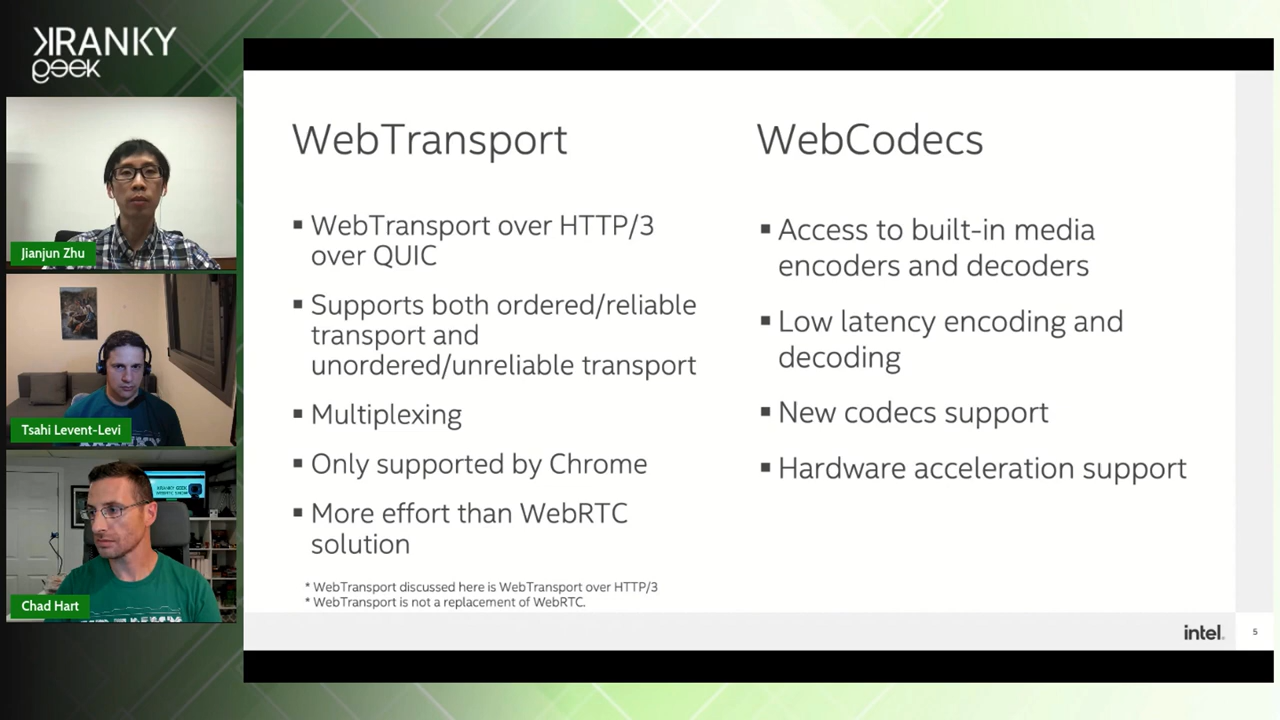 KRANKY
geek
Jianjun Zhu
Tsahi Levent-Levi
Chad Hart
WebTransport
▪ WebTransport over HTTP/3
over QUIC
▪ Supports both ordered/reliable
transport and
unordered/unreliable transport
▪ Multiplexing
▪ Only supported by Chrome
▪ More effort than WebRTC
solution
* WebTransport discussed here is WebTransport over HTTP/3
* WebTransport is not a replacement of WebRTC.
WebCodecs
▪ Access to built-in media
encoders and decoders
▪ Low latency encoding and
decoding
▪ New codecs support
▪ Hardware acceleration support
intel.
5